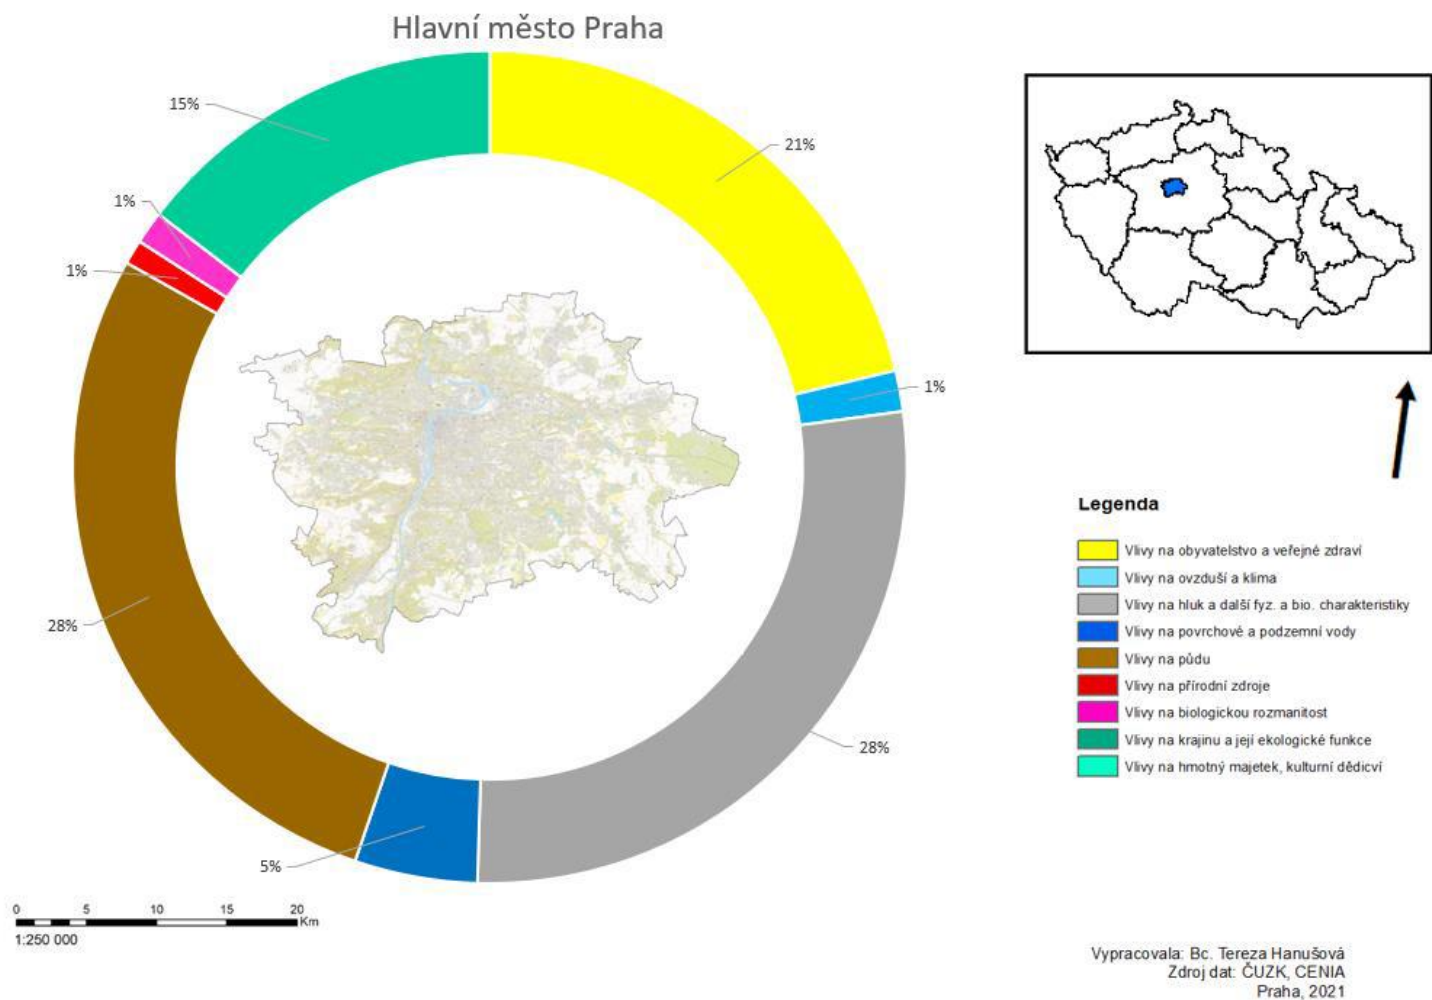 Hlavní město Praha
15%
21%
1%
1%
1%
28%
28%
5%
Legenda
Vlivy na obyvatelstvo a veřejné zdraví
Vlivy na ovzduší a klima
Vlivy na hluk a další fyz. a bio. charakteristiky
Vlivy na povrchové a podzemní vody
Vlivy na půdu
Vlivy na přírodní zdroje
Vlivy na biologickou rozmanitost
Vlivy na krajinu a její ekologické funkce
Vlivy na hmotný majetek, kulturní dědicví
0 5 10 15 20
Km
1:250 000
Vypracovala: Bc. Tereza Hanušová
Zdroj dat: ČUZK, CENIA
Praha, 2021